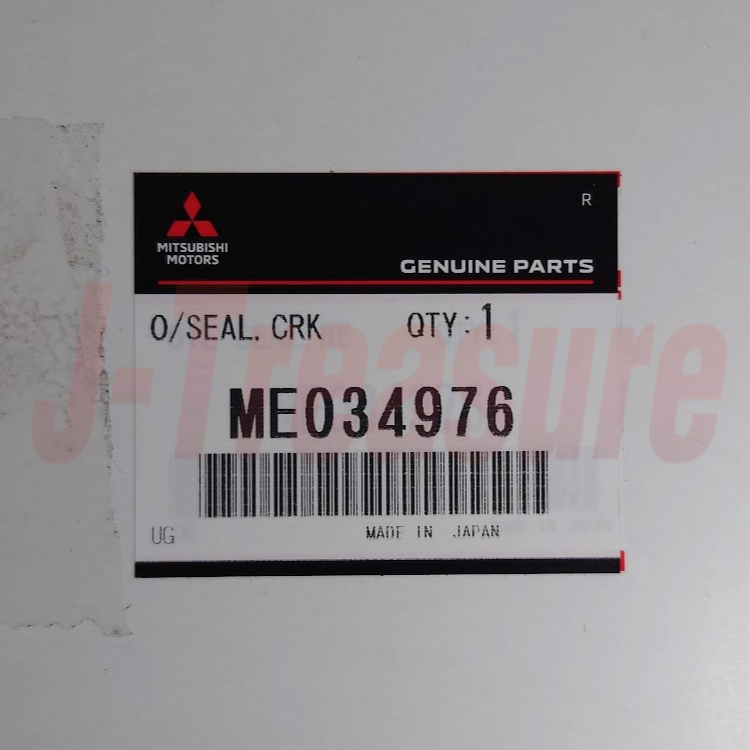 R
MITSUBISHI
MOTORS
GENUINE PARTS
O/SEAL, CRK QTY: 1
ME034976
UG MADE IN JAPAN
J-Treasure